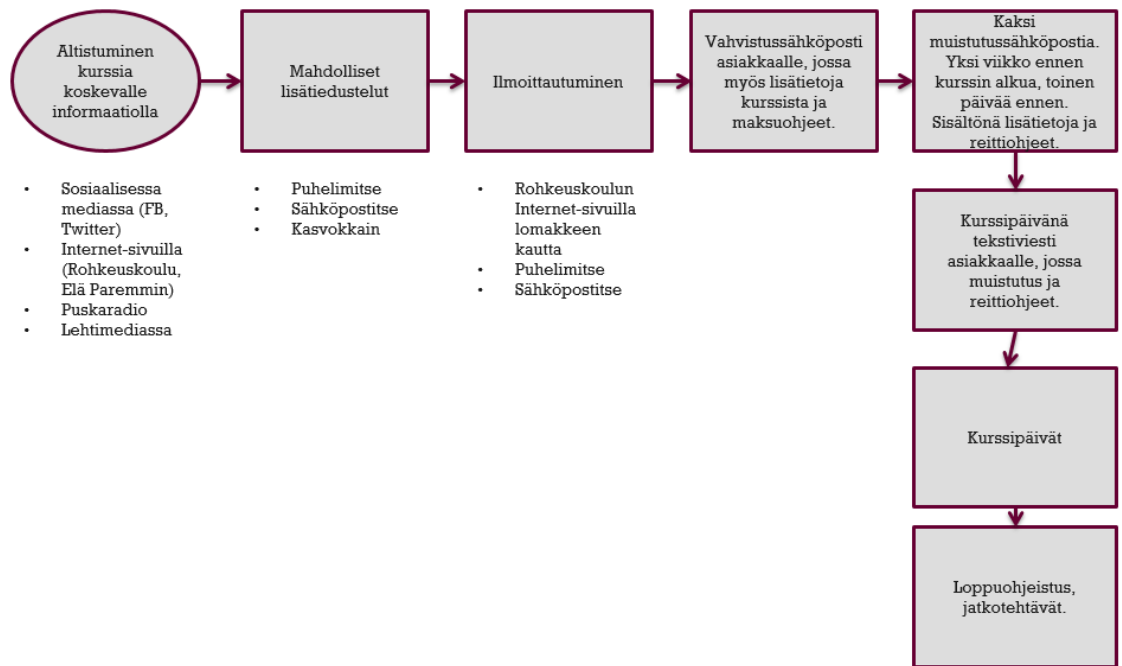 Altistuminen
kurssia
koskevalle
informaatiolla
Mahdolliset
lisätiedustelut
Ilmoittautuminen
Vahvistussähköposti
asiakkaalle, jossa
myös lisätietoja
kurssista ja
maksuohjeet.
Kaksi
muistutussähköpostia.
Yksi viikko ennen
kurssin alkua, toinen
päivää ennen.
Sisältönä lisätietoja ja
reittiohjeet.
• Sosiaalisessa
mediassa (FB,
Twitter)
• Internet-sivuilla
(Rohkeuskoulu,
Elä Paremmin)
• Puskaradio
• Lehtimediassa
• Puhelimitse
• Sähköpostitse
• Kasvokkain
• Rohkeuskoulun
Internet-sivuilla
lomakkeen
kautta
• Puhelimitse
• Sähköpostitse
Kurssipäivänä
tekstiviesti
asiakkaalle, jossa
muistutus ja
reittiohjeet.
Kurssipäivät
Loppuohjeistus,
jatkotehtävät.